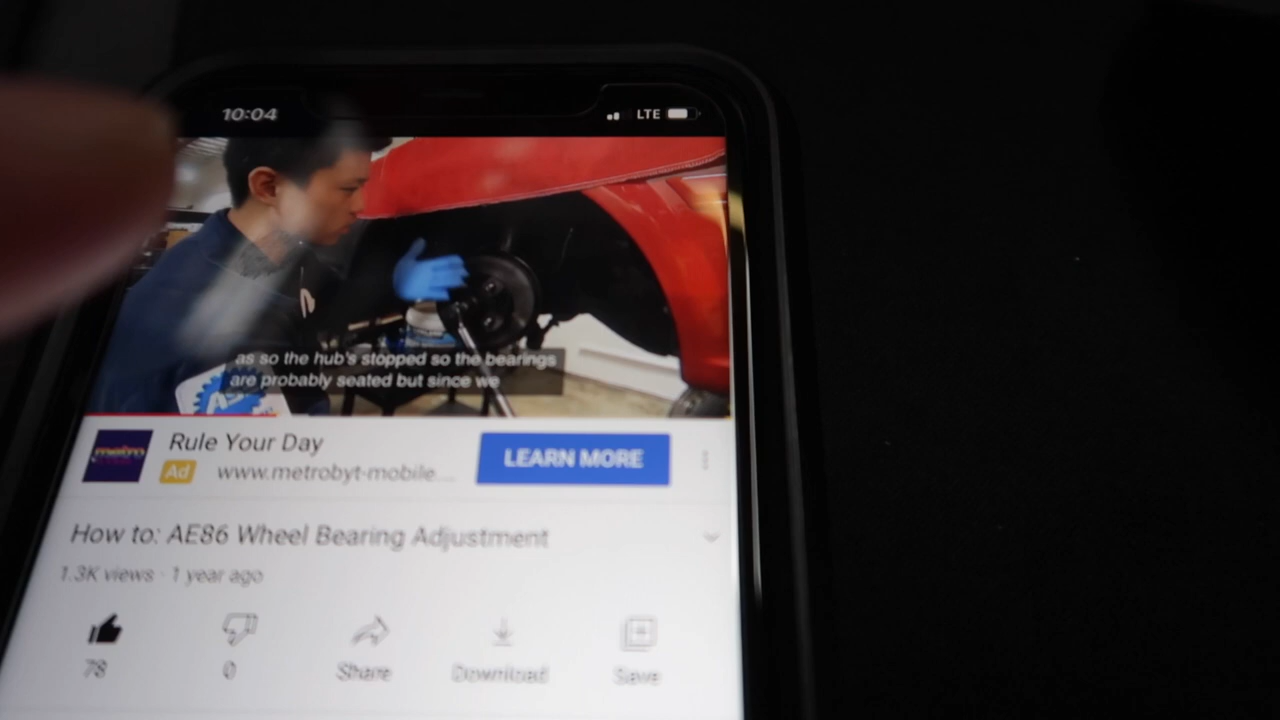 10:04
LTE
as so the hub's stopped so the bearings
are probably seated but since we
metro
Rule Your Day
Ad www.metrobyt-mobile...
LEARN MORE
How to: AE86 Wheel Bearing Adjustment
1.3K views · 1 year ago
78
0
Share
Download
Save